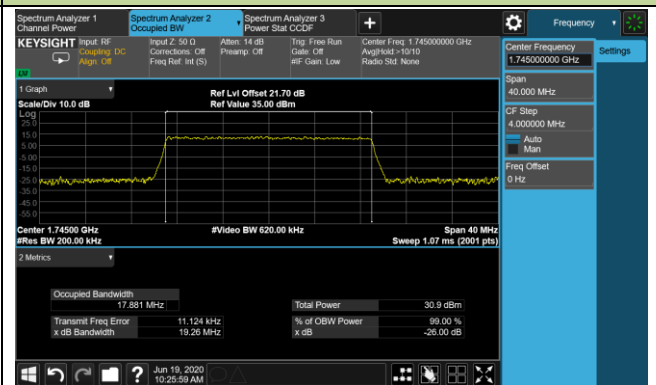 Spectrum Analyzer 1
Channel Power
Spectrum Analyzer 2
Occupied BW
Spectrum Analyzer 3
Power Stat CCDF
Frequency
KEYSIGHT
Input: RF
Coupling: DC
Align: Off
Input Z: 50 Ω
Corrections: Off
Freq Ref: Int (S)
Atten: 14 dB
Preamp: Off
Trig: Free Run
Gate: Off
#IF Gain: Low
Center Freq: 1.745000000 GHz
Avg|Hold:>10/10
Radio Std: None
LXI
Center Frequency
1.745000000 GHz
Settings
Span
40.000 MHz
CF Step
4.000000 MHz
Auto
Man
Freq Offset
0 Hz
1 Graph
Scale/Div 10.0 dB
Ref Lvl Offset 21.70 dB
Ref Value 35.00 dBm
Log
25.0
15.0
5.00
-5.00
-15.0
-25.0
-35.0
-45.0
-55.0
Center 1.74500 GHz
#Video BW 620.00 kHz
Span 40 MHz
#Res BW 200.00 kHz
Sweep 1.07 ms (2001 pts)
2 Metrics
Occupied Bandwidth
17.881 MHz
Total Power 30.9 dBm
Transmit Freq Error 11.124 kHz
% of OBW Power 99.00 %
x dB Bandwidth 19.26 MHz
x dB -26.00 dB
Jun 19, 2020
10:25:59 AM